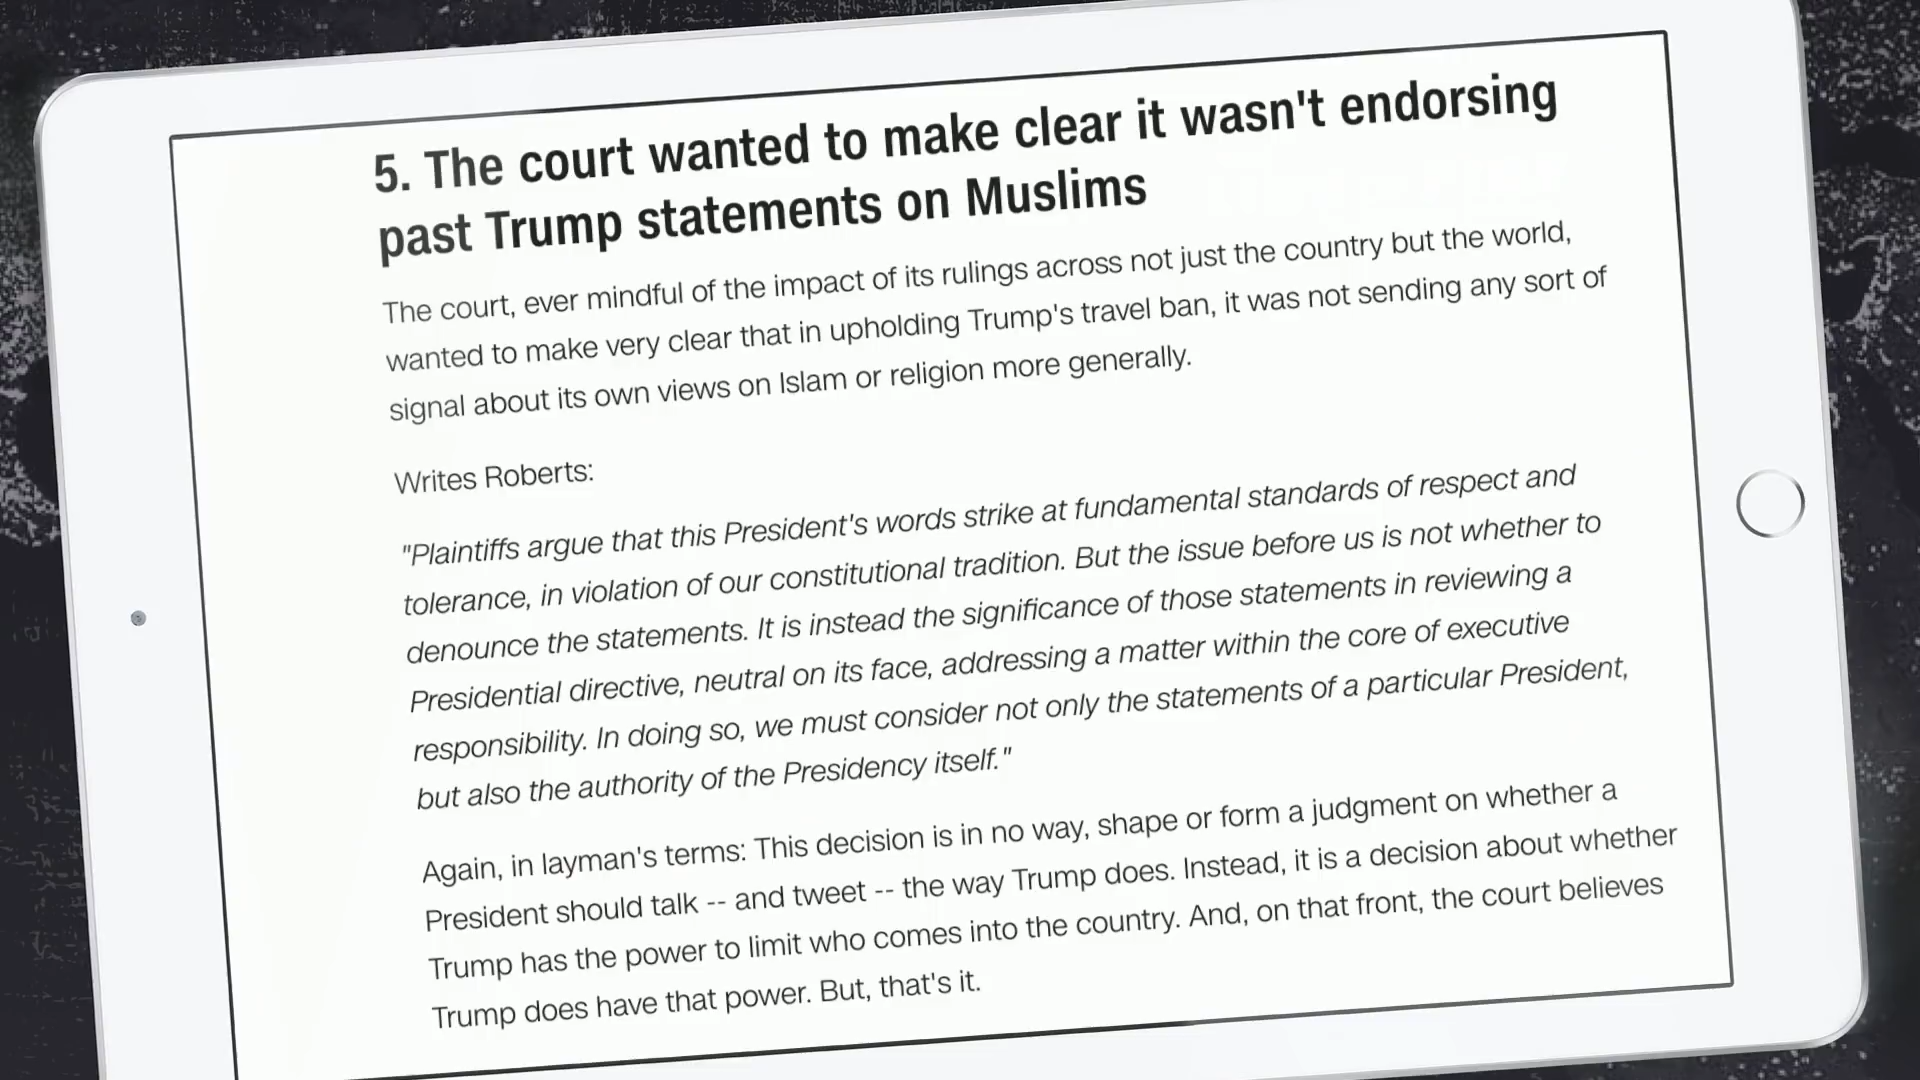 5. The court wanted to make clear it wasn't endorsing
past Trump statements on Muslims
The court, ever mindful of the impact of its rulings across not just the country but the world,
wanted to make very clear that in upholding Trump's travel ban, it was not sending any sort of
signal about its own views on Islam or religion more generally.
Writes Roberts:
"Plaintiffs argue that this President's words strike at fundamental standards of respect and
tolerance, in violation of our constitutional tradition. But the issue before us is not whether to
denounce the statements. It is instead the significance of those statements in reviewing a
Presidential directive, neutral on its face, addressing a matter within the core of executive
responsibility. In doing so, we must consider not only the statements of a particular President,
but also the authority of the Presidency itself."
Again, in layman's terms: This decision is in no way, shape or form a judgment on whether a
President should talk -- and tweet -- the way Trump does. Instead, it is a decision about whether
Trump has the power to limit who comes into the country. And, on that front, the court believes
Trump does have that power. But, that's it.